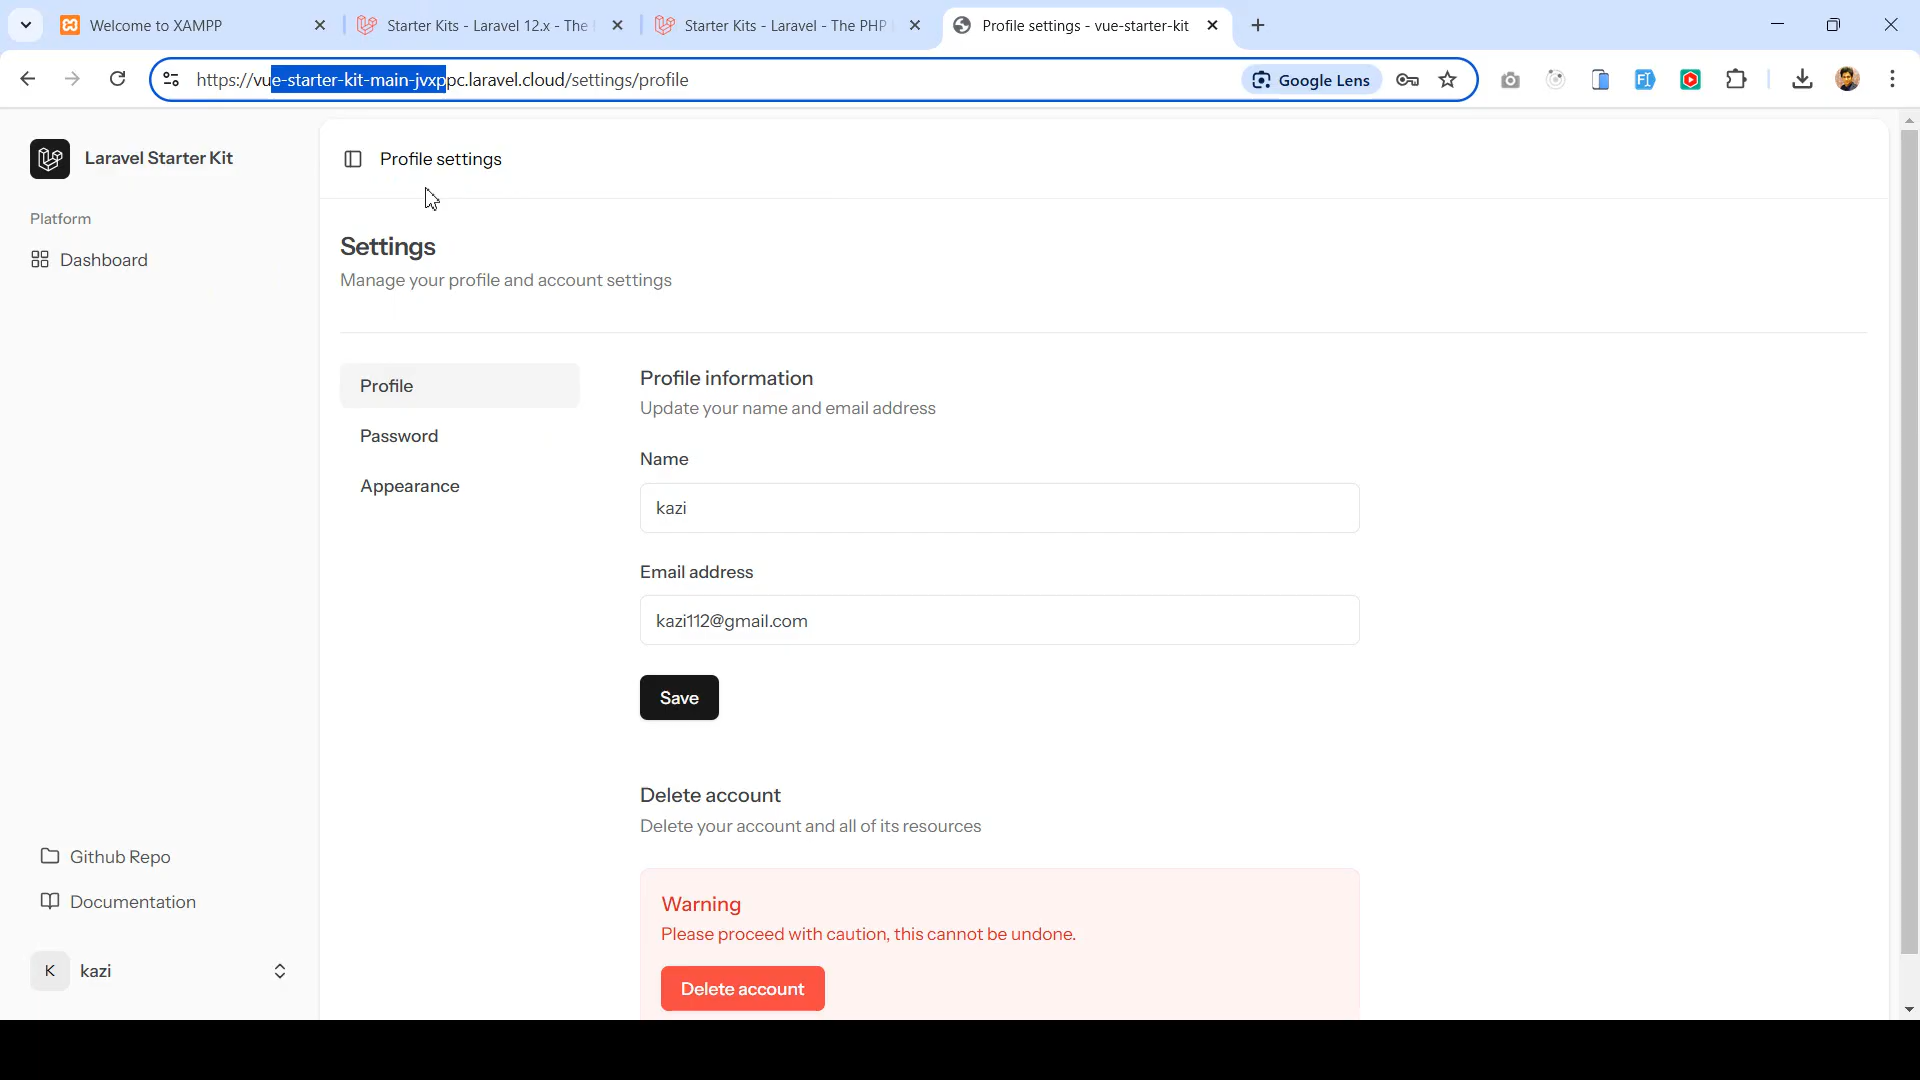 Welcome to XAMPP
Starter Kits - Laravel 12.x - The
Starter Kits - Laravel - The PHP
Profile settings - vue-starter-kit
https://vue-starter-kit-main-jvxppc.laravel.cloud/settings/profile
Google Lens
Laravel Starter Kit
Profile settings
Platform
Dashboard
Settings
Manage your profile and account settings
Profile
Password
Appearance
Profile information
Update your name and email address
Name
kazi
Email address
kazi112@gmail.com
Save
Delete account
Delete your account and all of its resources
Warning
Please proceed with caution, this cannot be undone.
Delete account
Github Repo
Documentation
K kazi